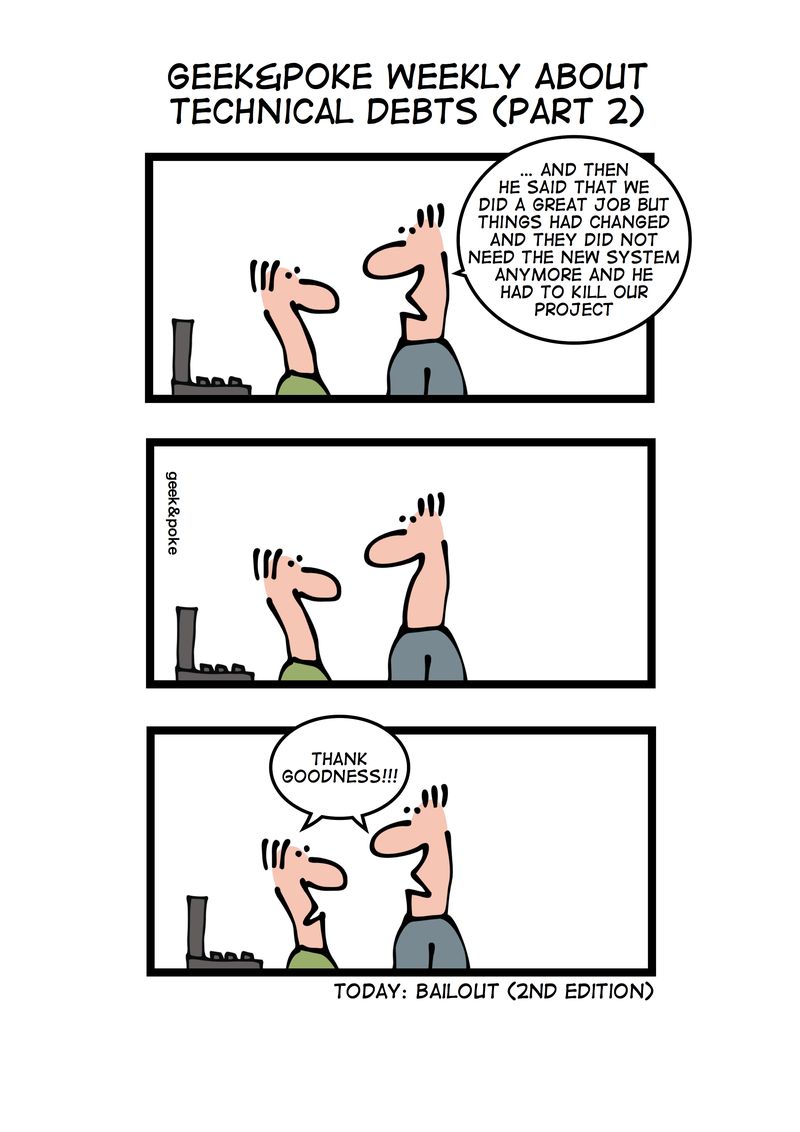 GEEK&POKE WEEKLY ABOUT
TECHNICAL DEBTS (PART 2)
... AND THEN
HE SAID THAT WE
DID A GREAT JOB BUT
THINGS HAD CHANGED
AND THEY DID NOT
NEED THE NEW SYSTEM
ANYMORE AND HE
HAD TO KILL OUR
PROJECT
geek&poke
THANK
GOODNESS!!!
TODAY: BAILOUT (2ND EDITION)